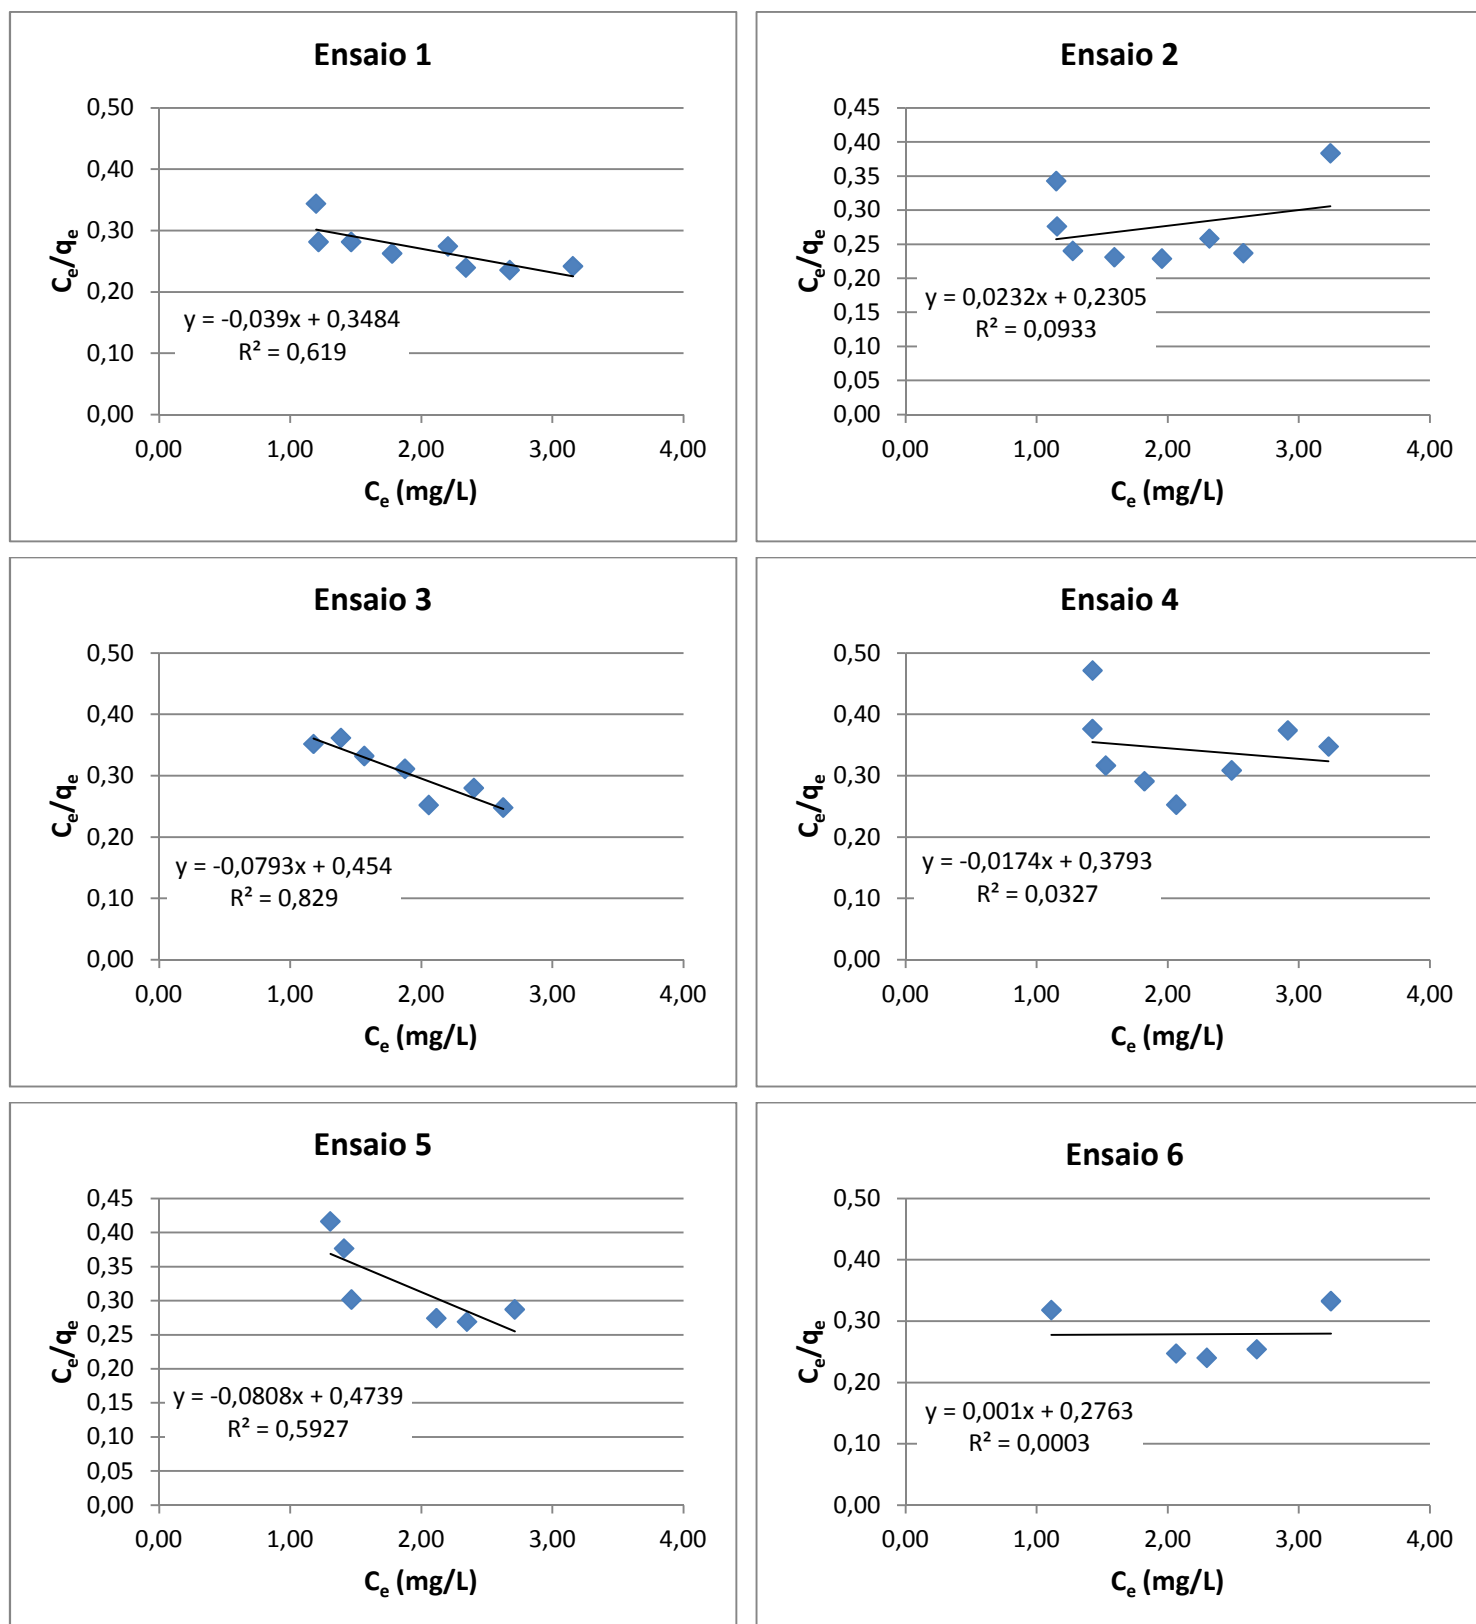 Ensaio 1
0,50
0,40
0,30
0,20
0,10
0,00
Ce/qe
y = -0,039x + 0,3484
R² = 0,619
0,00 1,00 2,00 3,00 4,00
Ce (mg/L)
Ensaio 2
0,45
0,40
0,35
0,30
0,25
0,20
0,15
0,10
0,05
0,00
Ce/qe
y = 0,0232x + 0,2305
R² = 0,0933
0,00 1,00 2,00 3,00 4,00
Ce (mg/L)
Ensaio 3
0,50
0,40
0,30
0,20
0,10
0,00
Ce/qe
y = -0,0793x + 0,454
R² = 0,829
0,00 1,00 2,00 3,00 4,00
Ce (mg/L)
Ensaio 4
0,50
0,40
0,30
0,20
0,10
0,00
Ce/qe
y = -0,0174x + 0,3793
R² = 0,0327
0,00 1,00 2,00 3,00 4,00
Ce (mg/L)
Ensaio 5
0,45
0,40
0,35
0,30
0,25
0,20
0,15
0,10
0,05
0,00
Ce/qe
y = -0,0808x + 0,4739
R² = 0,5927
0,00 1,00 2,00 3,00 4,00
Ce (mg/L)
Ensaio 6
0,50
0,40
0,30
0,20
0,10
0,00
Ce/qe
y = 0,001x + 0,2763
R² = 0,0003
0,00 1,00 2,00 3,00 4,00
Ce (mg/L)